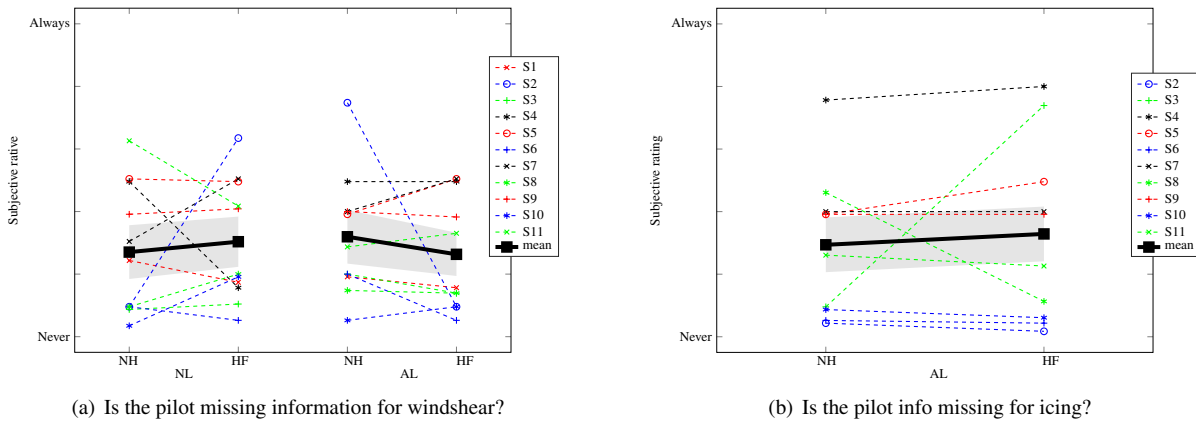 Always
Never
Subjective rative
NH
HF
NH
HF
NL
AL
S1
S2
S3
S4
S5
S6
S7
S8
S9
S10
S11
mean
(a) Is the pilot missing information for windshear?
Always
Never
Subjective rating
NH
HF
AL
S2
S3
S4
S5
S6
S7
S8
S9
S10
S11
mean
(b) Is the pilot info missing for icing?